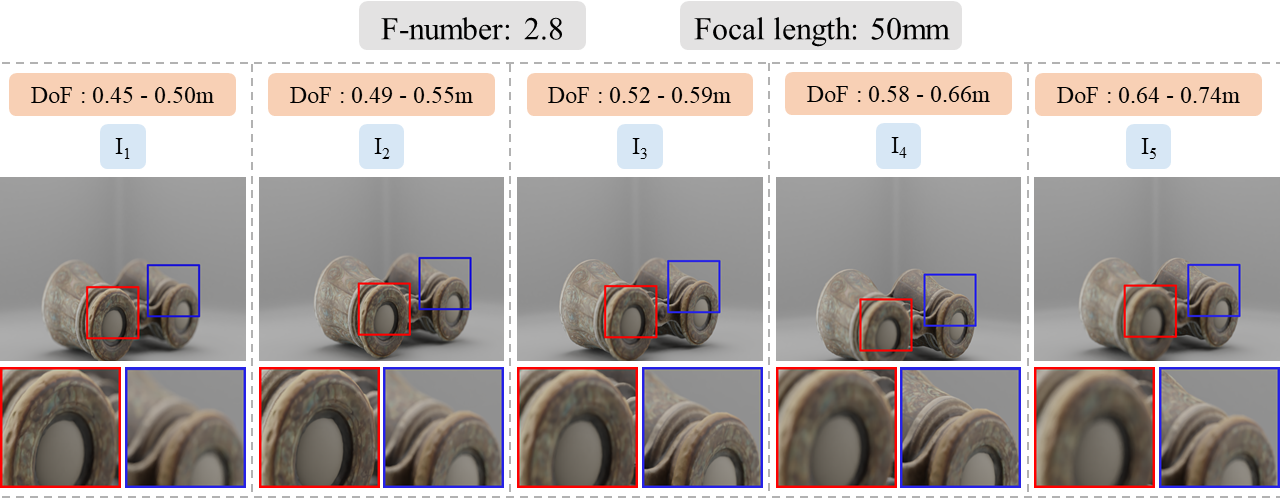 F-number: 2.8
Focal length: 50mm
DoF : 0.45 - 0.50m
DoF : 0.49 - 0.55m
DoF : 0.52 - 0.59m
DoF : 0.58 - 0.66m
DoF : 0.64 - 0.74m
I₁
I₂
I₃
I₄
I₅